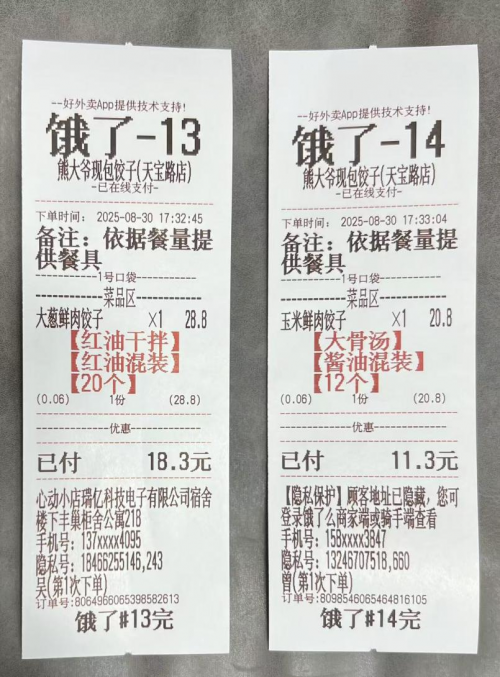 --好外卖App提供技术支持!
饿了-13
熊大爷现包饺子(天宝路店)
-已在线支付-
下单时间: 2025-08-30 17:32:45
备注: 依据餐量提
供餐具
1号口袋
菜品区
大葱鲜肉饺子 X1 28.8
【红油干拌】
【红油混装】
【20个】
(0.06) 1份 (28.8)
优惠
已付 18.3元
心动小店瑞亿科技电子有限公司宿舍
楼下丰巢柜舍公寓218
手机号: 137xxxx4095
隐私号: 18466255146,243
吴(第1次下单)
订单号:8064966065398582613
饿了#13完
--好外卖App提供技术支持!
饿了-14
熊大爷现包饺子(天宝路店)
-已在线支付-
下单时间: 2025-08-30 17:33:04
备注: 依据餐量提
供餐具
1号口袋
菜品区
玉米鲜肉饺子 X1 20.8
【大骨汤】
【酱油混装】
【12个】
(0.06) 1份 (20.8)
优惠
已付 11.3元
【隐私保护】顾客地址已隐藏, 您可
登录饿了么商家端或骑手端查看
手机号: 158xxxx3847
隐私号: 13246707518,660
曾(第1次下单)
订单号:8098546065464816105
饿了#14完